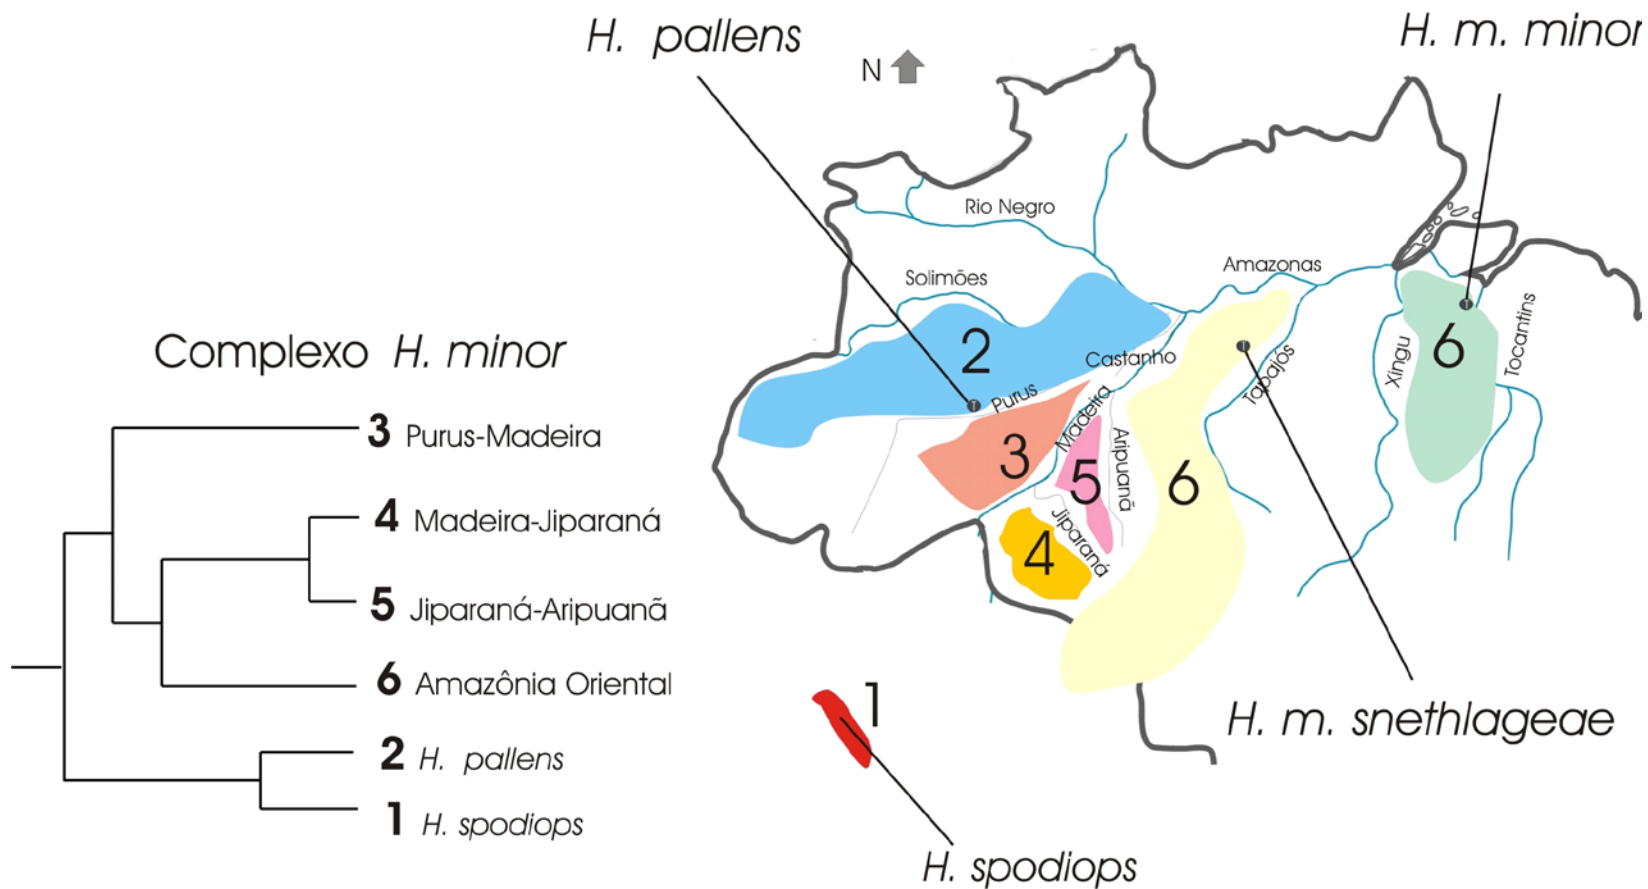 H. pallens
H. m. minor
N
Rio Negro
Solimões
Amazonas
2
Castanho
Purus
Madeira
Aripuanã
Tapajós
Xingu
6
Tocantins
3
5
6
Jiparaná
4
1
H. m. snethlageae
H. spodiops
Complexo H. minor
3 Purus-Madeira
4 Madeira-Jiparaná
5 Jiparaná-Aripuanã
6 Amazônia Oriental
2 H. pallens
1 H. spodiops